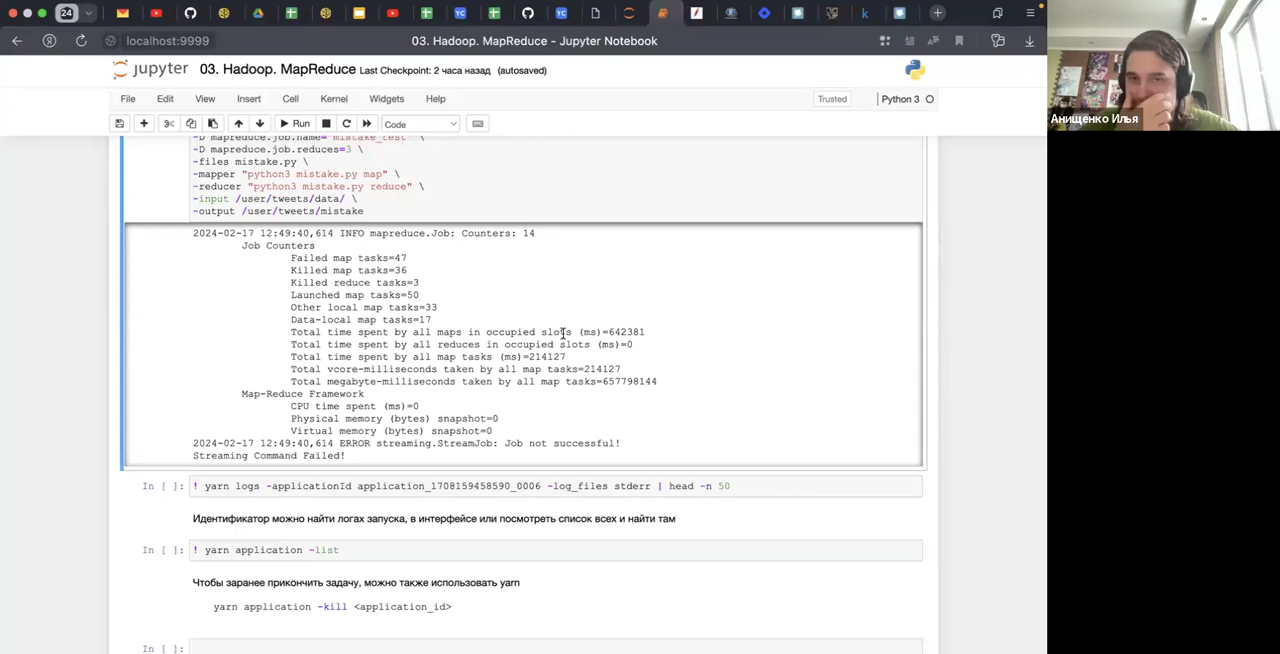 24
localhost:9999
03. Hadoop. MapReduce - Jupyter Notebook
jupyter 03. Hadoop. MapReduce Last Checkpoint: 2 часа назад (autosaved)
File Edit View Insert Cell Kernel Widgets Help
Trusted Python 3
Run Code
-D mapreduce.job.name="mistake_test" \
-D mapreduce.job.reduces=3 \
-files mistake.py \
-mapper "python3 mistake.py map" \
-reducer "python3 mistake.py reduce" \
-input /user/tweets/data/ \
-output /user/tweets/mistake
2024-02-17 12:49:40,614 INFO mapreduce.Job: Counters: 14
Job Counters
Failed map tasks=47
Killed map tasks=36
Killed reduce tasks=3
Launched map tasks=50
Other local map tasks=33
Data-local map tasks=17
Total time spent by all maps in occupied slots (ms)=642381
Total time spent by all reduces in occupied slots (ms)=0
Total time spent by all map tasks (ms)=214127
Total vcore-milliseconds taken by all map tasks=214127
Total megabyte-milliseconds taken by all map tasks=657798144
Map-Reduce Framework
CPU time spent (ms)=0
Physical memory (bytes) snapshot=0
Virtual memory (bytes) snapshot=0
2024-02-17 12:49:40,614 ERROR streaming.StreamJob: Job not successful!
Streaming Command Failed!
In [ ]: ! yarn logs -applicationId application_1708159458590_0006 -log_files stderr | head -n 50
Идентификатор можно найти логах запуска, в интерфейсе или посмотреть список всех и найти там
In [ ]: ! yarn application -list
Чтобы заранее прикончить задачу, можно также использовать yarn
yarn application -kill <application_id>
In [ ]:
Анищенко Илья